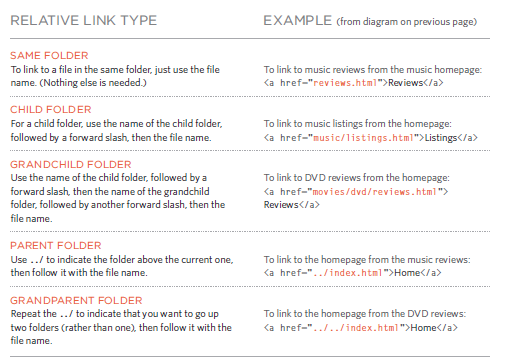 RELATIVE LINK TYPE
EXAMPLE (from diagram on previous page)
SAME FOLDER
To link to a file in the same folder, just use the file
name. (Nothing else is needed.)
To link to music reviews from the music homepage:
<a href="reviews.html">Reviews</a>
CHILD FOLDER
For a child folder, use the name of the child folder,
followed by a forward slash, then the file name.
To link to music listings from the homepage:
<a href="music/listings.html">Listings</a>
GRANDCHILD FOLDER
Use the name of the child folder, followed by a
forward slash, then the name of the grandchild
folder, followed by another forward slash, then the
file name.
To link to DVD reviews from the homepage:
<a href="movies/dvd/reviews.html">
Reviews</a>
PARENT FOLDER
Use ../ to indicate the folder above the current one,
then follow it with the file name.
To link to the homepage from the music reviews:
<a href="../index.html">Home</a>
GRANDPARENT FOLDER
Repeat the ../ to indicate that you want to go up
two folders (rather than one), then follow it with the
file name.
To link to the homepage from the DVD reviews:
<a href="../../index.html">Home</a>